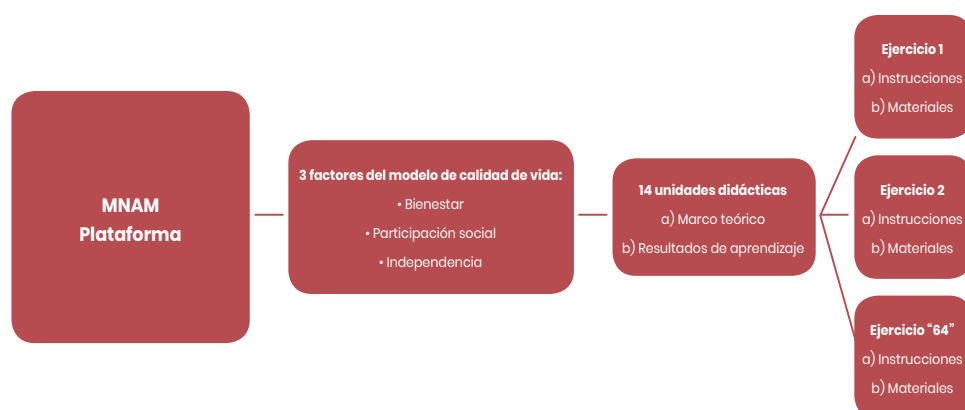 MNAM
Plataforma
3 factores del modelo de calidad de vida:
• Bienestar
• Participación social
• Independencia
14 unidades didácticas
a) Marco teórico
b) Resultados de aprendizaje
Ejercicio 1
a) Instrucciones
b) Materiales
Ejercicio 2
a) Instrucciones
b) Materiales
Ejercicio “64”
a) Instrucciones
b) Materiales